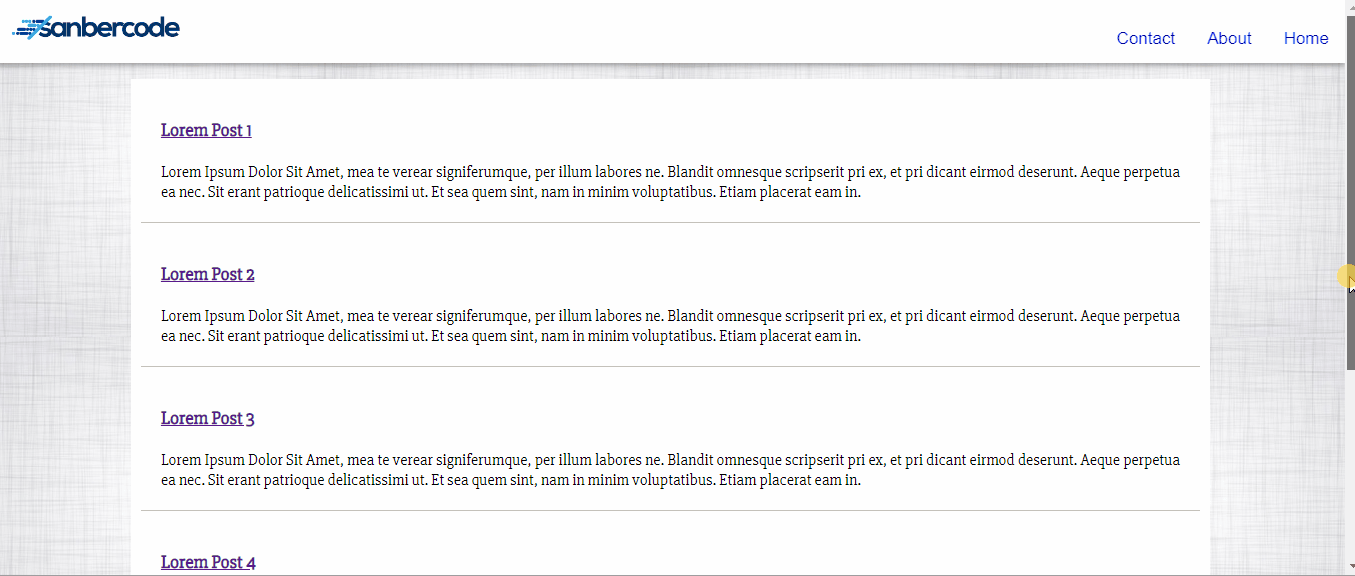 sanbercode
Contact About Home
Lorem Post 1
Lorem Ipsum Dolor Sit Amet, mea te verear signiferumque, per illum labores ne. Blandit omnesque scripserit pri ex, et pri dicant eirmod deserunt. Aeque perpetua
ea nec. Sit erant patrioque delicatissimi ut. Et sea quem sint, nam in minim voluptatibus. Etiam placerat eam in.
Lorem Post 2
Lorem Ipsum Dolor Sit Amet, mea te verear signiferumque, per illum labores ne. Blandit omnesque scripserit pri ex, et pri dicant eirmod deserunt. Aeque perpetua
ea nec. Sit erant patrioque delicatissimi ut. Et sea quem sint, nam in minim voluptatibus. Etiam placerat eam in.
Lorem Post 3
Lorem Ipsum Dolor Sit Amet, mea te verear signiferumque, per illum labores ne. Blandit omnesque scripserit pri ex, et pri dicant eirmod deserunt. Aeque perpetua
ea nec. Sit erant patrioque delicatissimi ut. Et sea quem sint, nam in minim voluptatibus. Etiam placerat eam in.
Lorem Post 4